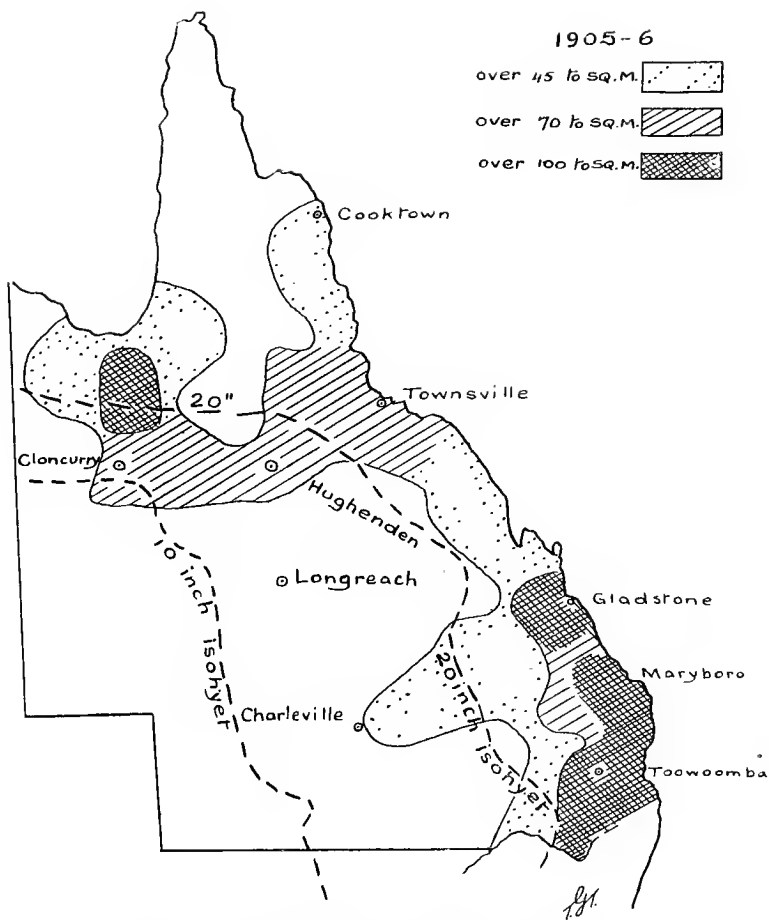 1905-6
over 45 to SQ.M.
over 70 to SQ.M.
over 100 to SQ.M.
Cooktown
20"
Townsville
Cloncurry
Hughenden
10 inch isohyet
Longreach
Gladstone
20 inch isohyet
Maryboro
Charleville
Toowoomba